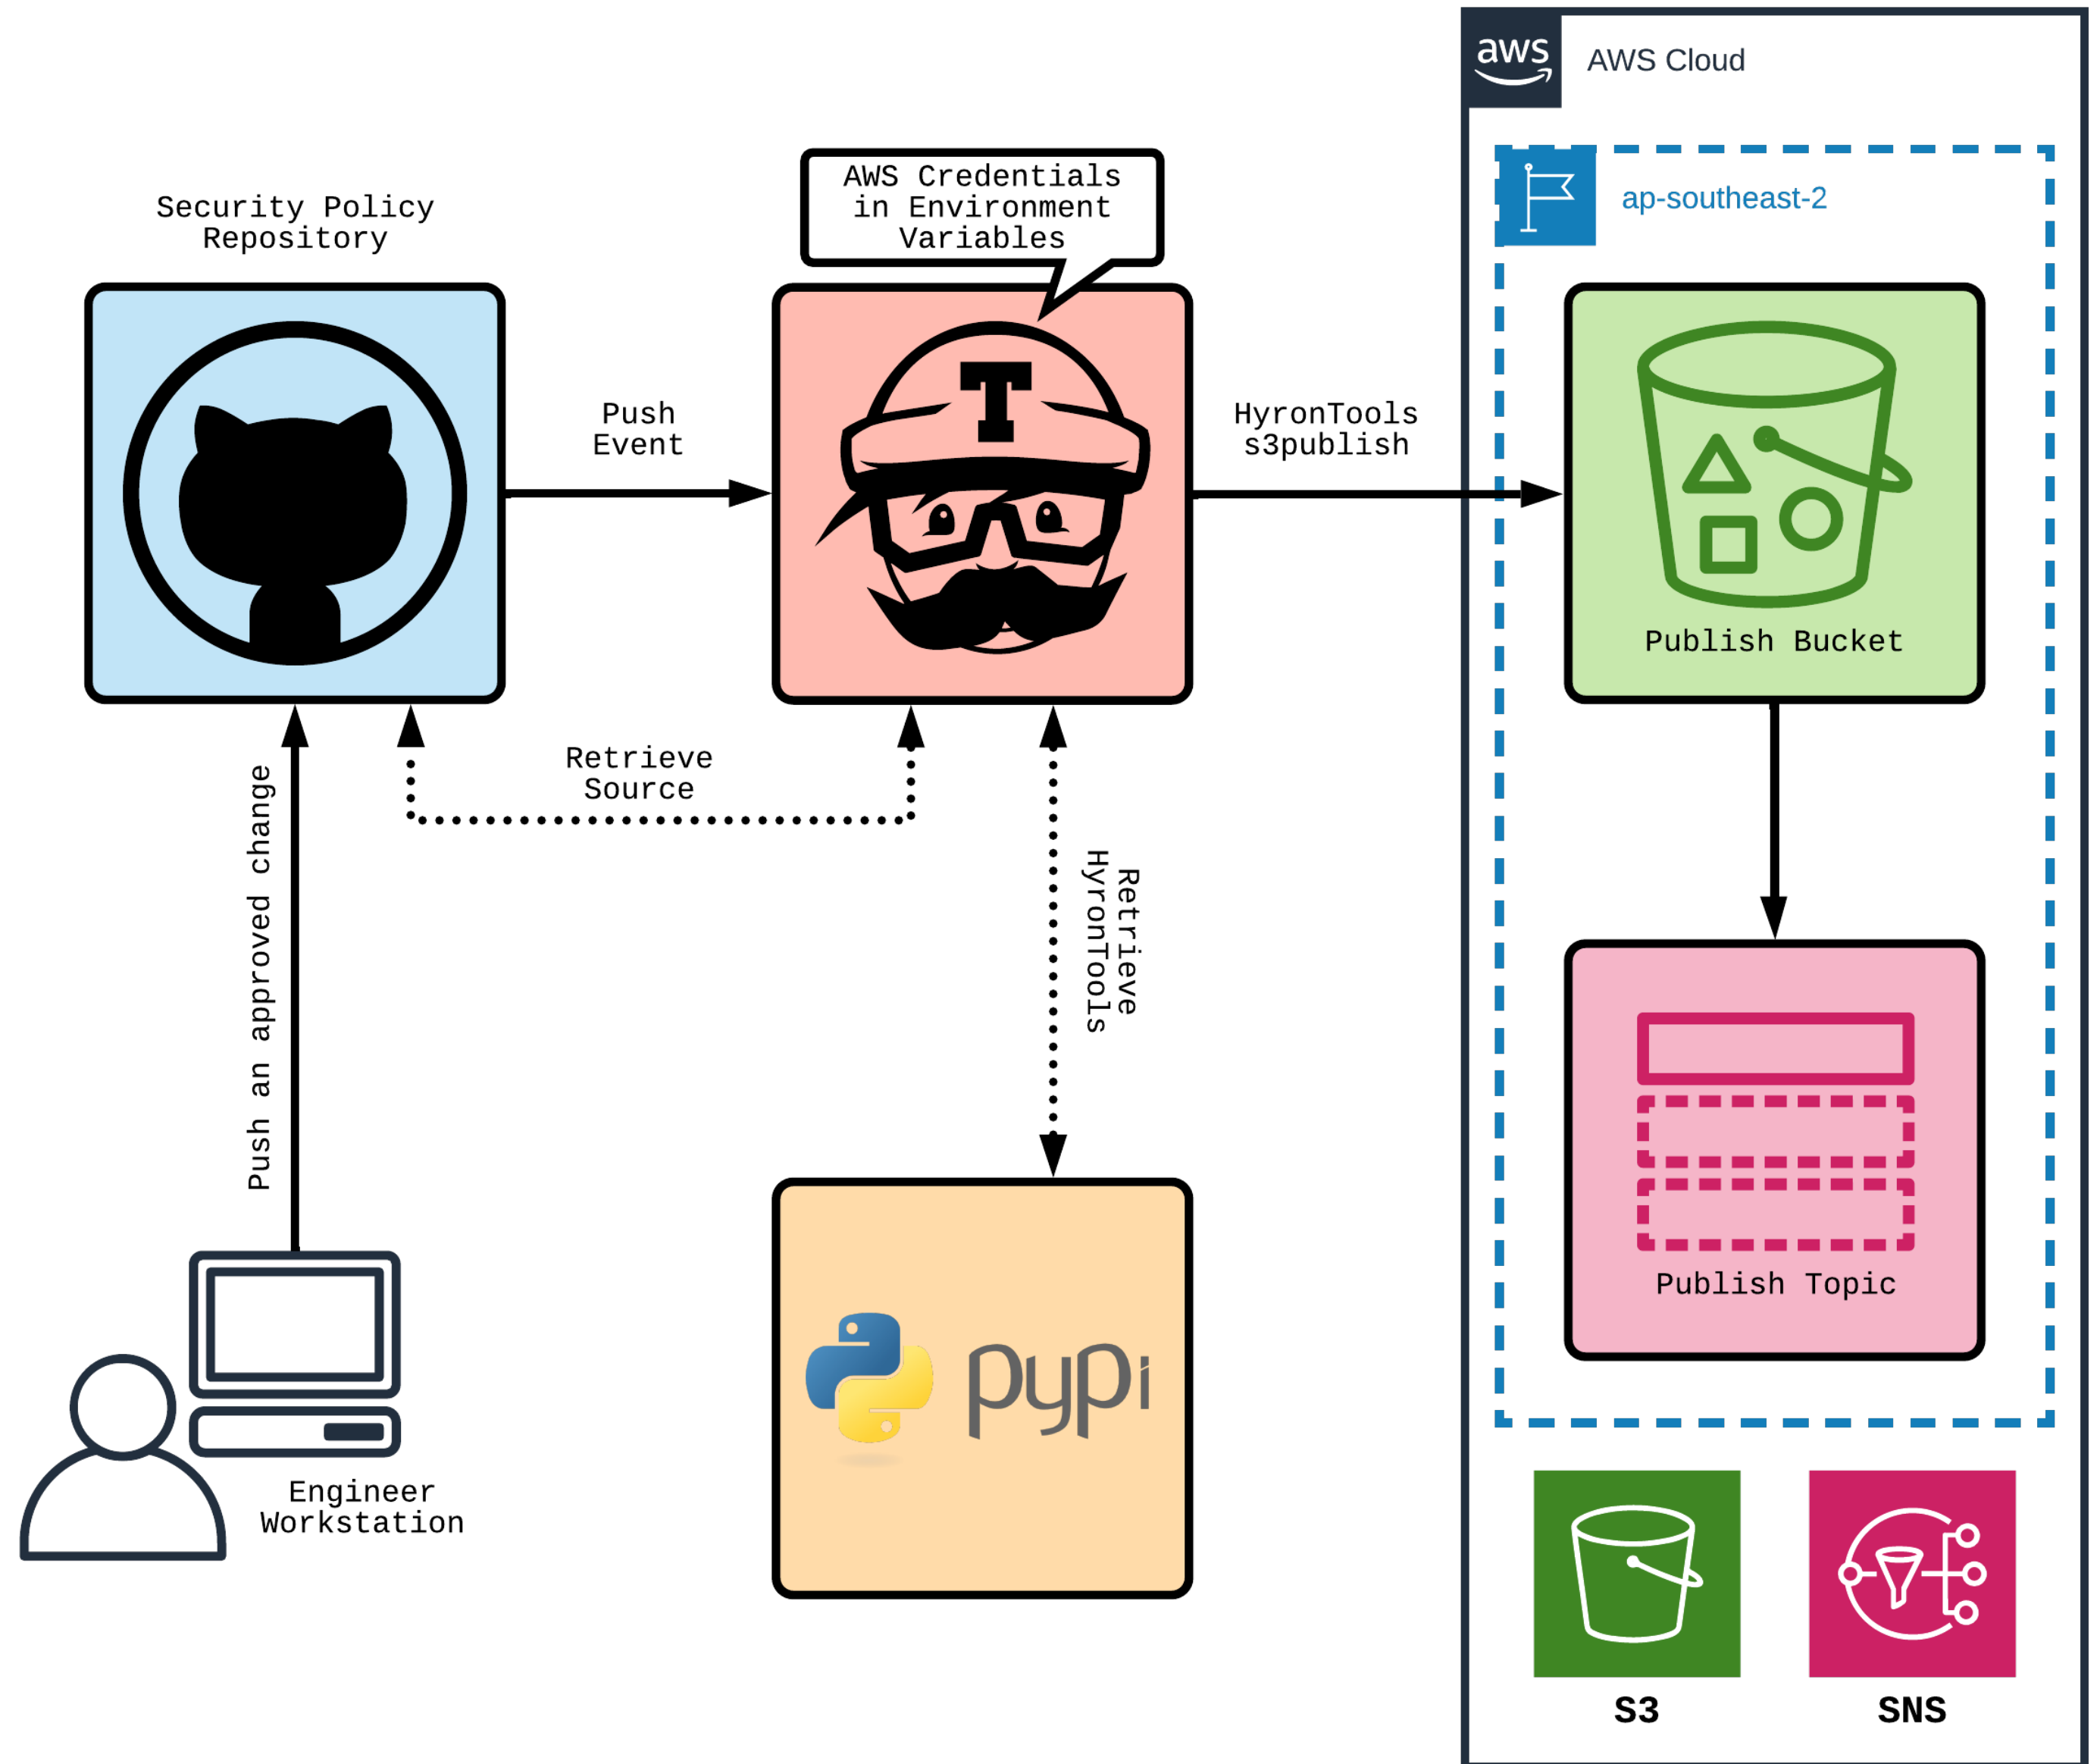 aws
AWS Cloud
ap-southeast-2
Security Policy
Repository
AWS Credentials
in Environment
Variables
T
Push
Event
HyronTools
s3publish
Publish Bucket
Retrieve
Source
Push an approved change
Retrieve
HyronTools
Publish Topic
pypi
Engineer
Workstation
S3
SNS